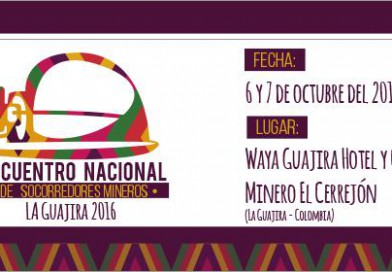 CUENTRO NACIONAL
DE SOCORREDORES MINEROS •
LA GUAJIRA 2016
FECHA:
6 Y 7 DE OCTUBRE DEL 201
LUGAR:
WAYA GUAJIRA HOTEL Y
MINERO EL CERREJÓN
(LA GUAJIRA - COLOMBIA)